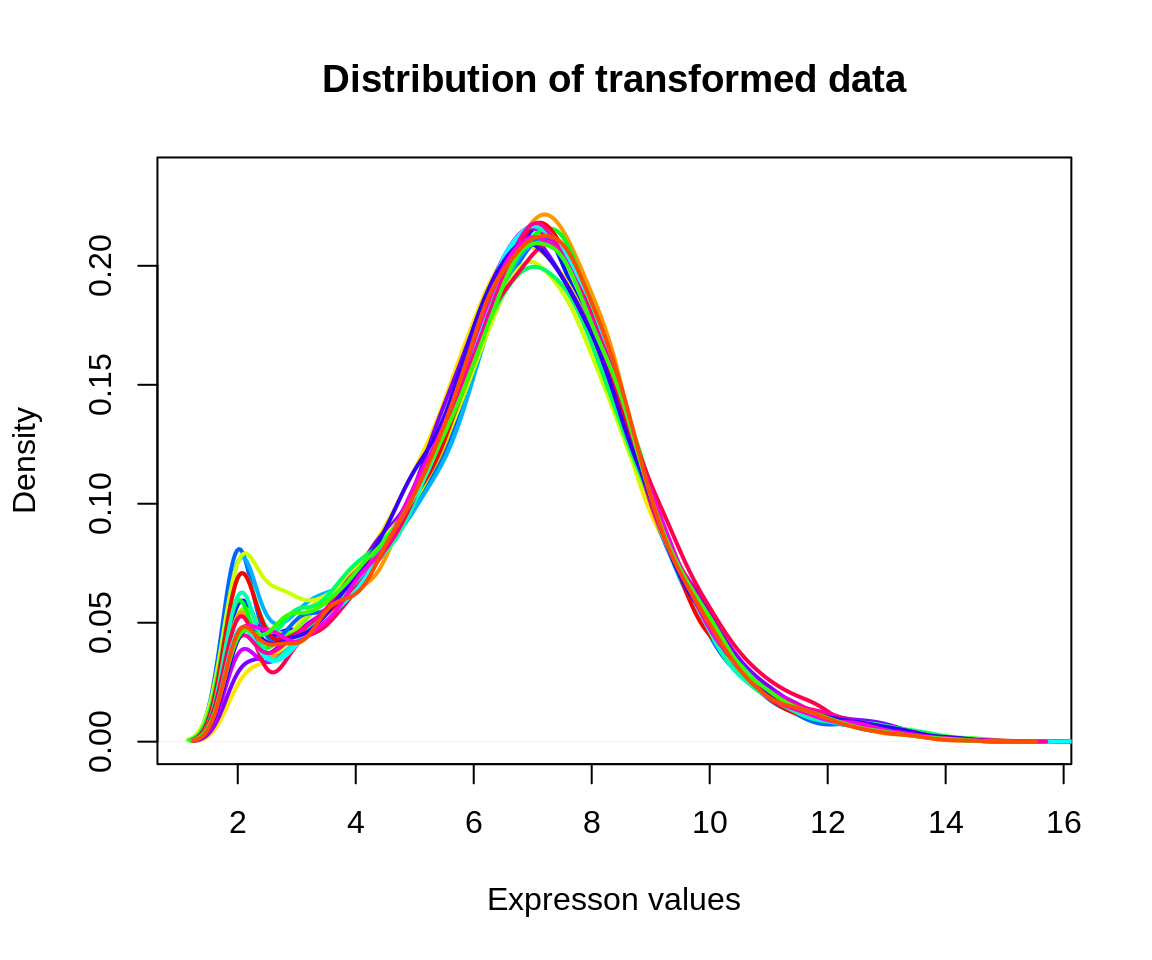 Distribution of transformed data
Density
0.20
0.15
0.10
0.05
0.00
2 4 6 8 10 12 14 16
Expresson values